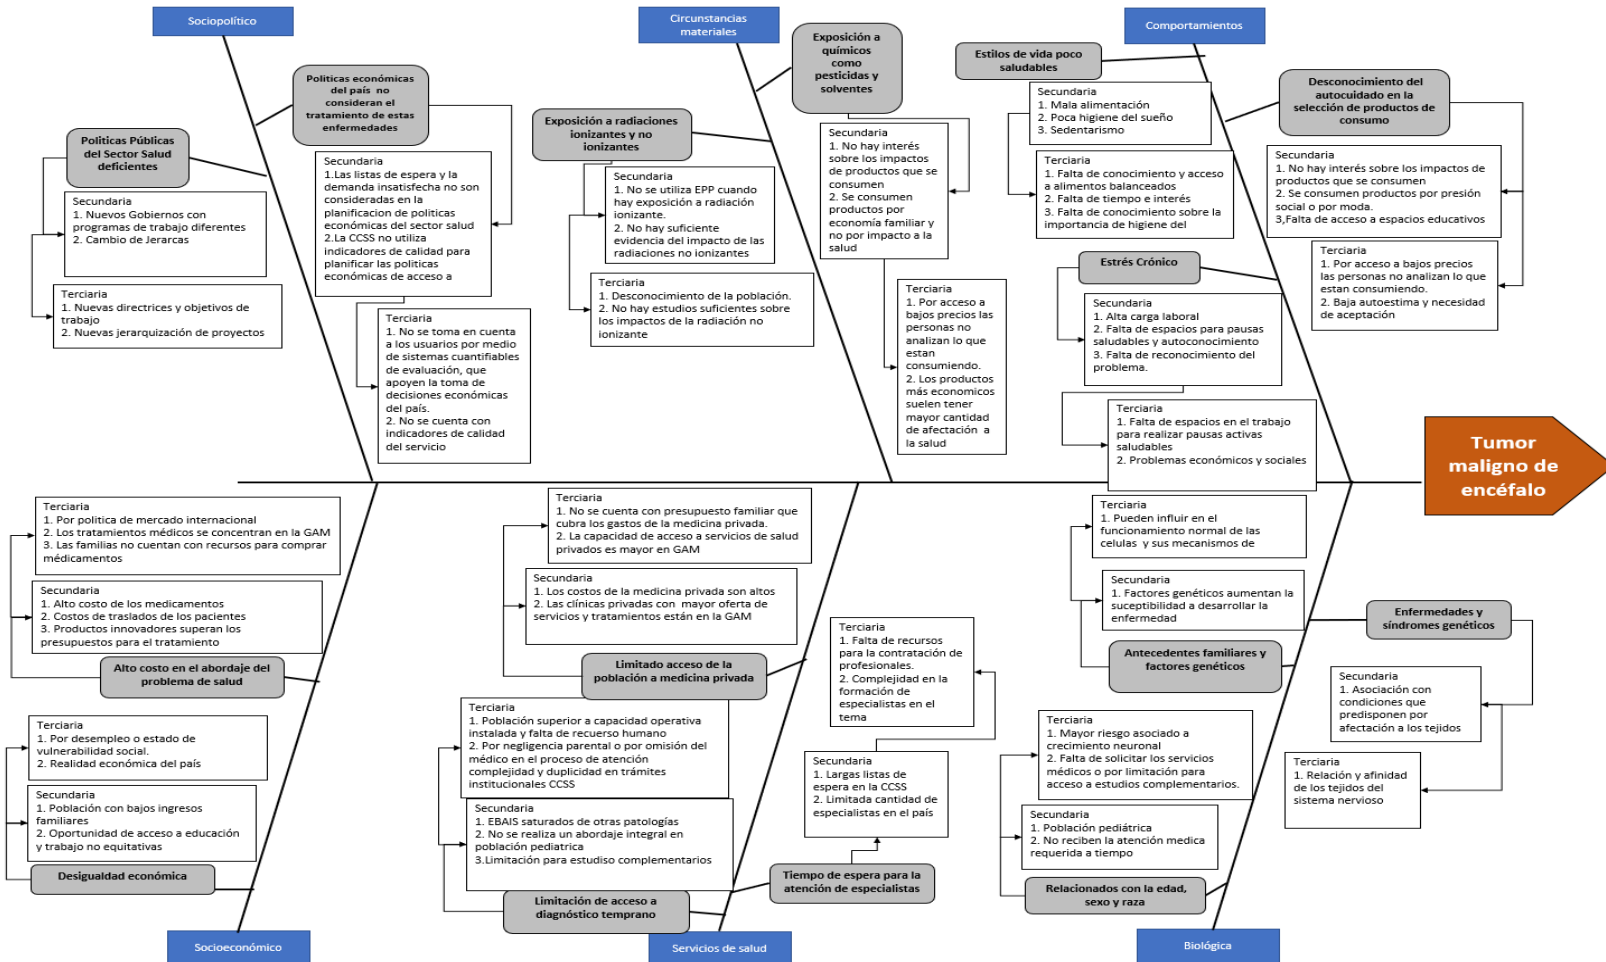 Sociopolítico
Políticas económicas
del país no
consideran el
tratamiento de estas
enfermedades
Políticas Públicas
del Sector Salud
deficientes
Secundaria
1. Nuevos Gobiernos con
programas de trabajo diferentes
2. Cambio de Jerarcas
Terciaria
1. Nuevas directrices y objetivos de
trabajo
2. Nuevas jerarquización de proyectos
Secundaria
1.Las listas de espera y la
demanda insatisfecha no son
consideradas en la
planificacion de politicas
económicas del sector salud
2.La CCSS no utiliza
indicadores de calidad para
planificar las politicas
económicas de acceso a
Terciaria
1. No se toma en cuenta
a los usuarios por medio
de sistemas cuantifiables
de evaluación, que
apoyen la toma de
decisiones económicas
del país.
2. No se cuenta con
indicadores de calidad
del servicio
Circunstancias
materiales
Exposición a
químicos
como
pesticidas y
solventes
Exposición a radiaciones
ionizantes y no
ionizantes
Secundaria
1. No se utiliza EPP cuando
hay exposición a radiación
ionizante.
2. No hay suficiente
evidencia del impacto de las
radiaciones no ionizantes
Terciaria
1. Desconocimiento de la población.
2. No hay estudios suficientes sobre
los impactos de la radiación no
ionizante
Secundaria
1. No hay interés
sobre los impactos
de productos que se
consumen
2. Se consumen
productos por
economía familiar y
no por impacto a la
salud
Terciaria
1. Por acceso a
bajos precios las
personas no
analizan lo que
estan
consumiendo.
2. Los productos
más economicos
suelen tener
mayor cantidad
de afectación a
la salud
Comportamientos
Estilos de vida poco
saludables
Secundaria
1. Mala alimentación
2. Poca higiene del sueño
3. Sedentarismo
Terciaria
1. Falta de conocimiento y acceso
a alimentos balanceados
2. Falta de tiempo e interés
3. Falta de conocimiento sobre la
importancia de higiene del
Desconocimiento del
autocuidado en la
selección de productos de
consumo
Secundaria
1. No hay interés sobre los impactos de
productos que se consumen
2. Se consumen productos por presión
social o por moda.
3,Falta de acceso a espacios educativos
Terciaria
1. Por acceso a bajos precios
las personas no analizan lo que
estan consumiendo.
2. Baja autoestima y necesidad
de aceptación
Estrés Crónico
Secundaria
1. Alta carga laboral
2. Falta de espacios para pausas
saludables y autoconocimiento
3. Falta de reconocimiento del
problema.
Terciaria
1. Falta de espacios en el trabajo
para realizar pausas activas
saludables
2. Problemas económicos y sociales
Tumor
maligno de
encéfalo
Terciaria
1. Por politica de mercado internacional
2. Los tratamientos médicos se concentran en la GAM
3. Las familias no cuentan con recursos para comprar
médicamentos
Secundaria
1. Alto costo de los medicamentos
2. Costos de traslados de los pacientes
3. Productos innovadores superan los
presupuestos para el tratamiento
Alto costo en el abordaje del
problema de salud
Terciaria
1. Por desempleo o estado de
vulnerabilidad social.
2. Realidad económica del país
Secundaria
1. Población con bajos ingresos
familiares
2. Oportunidad de acceso a educación
y trabajo no equitativas
Desigualdad económica
Socioeconómico
Terciaria
1. No se cuenta con presupuesto familiar que
cubra los gastos de la medicina privada.
2. La capacidad de acceso a servicios de salud
privados es mayor en GAM
Secundaria
1. Los costos de la medicina privada son altos
2. Las clínicas privadas con mayor oferta de
servicios y tratamientos están en la GAM
Limitado acceso de la
población a medicina privada
Terciaria
1. Población superior a capacidad operativa
instalada y falta de recuerso humano
2. Por negligencia parental o por omisión del
médico en el proceso de atención
complejidad y duplicidad en trámites
institucionales CCSS
Secundaria
1. EBAIS saturados de otras patologías
2. No se realiza un abordaje integral en
población pediatrica
3.Limitación para estudiso complementarios
Limitación de acceso a
diagnóstico temprano
Terciaria
1. Falta de recursos
para la contratación de
profesionales.
2. Complejidad en la
formación de
especialistas en el
tema
Secundaria
1. Largas listas de
espera en la CCSS
2. Limitada cantidad de
especialistas en el país
Tiempo de espera para la
atención de especialistas
Servicios de salud
Terciaria
1. Pueden influir en el
funcionamiento normal de las
celulas y sus mecanismos de
Secundaria
1. Factores genéticos aumentan la
suceptibilidad a desarrollar la
enfermedad
Antecedentes familiares y
factores genéticos
Enfermedades y
síndromes genéticos
Secundaria
1. Asociación con
condiciones que
predisponen por
afectación a los tejidos
Terciaria
1. Relación y afinidad
de los tejidos del
sistema nervioso
Terciaria
1. Mayor riesgo asociado a
crecimiento neuronal
2. Falta de solicitar los servicios
médicos o por limitación para
acceso a estudios complementarios.
Secundaria
1. Población pediátrica
2. No reciben la atención medica
requerida a tiempo
Relacionados con la edad,
sexo y raza
Biológica